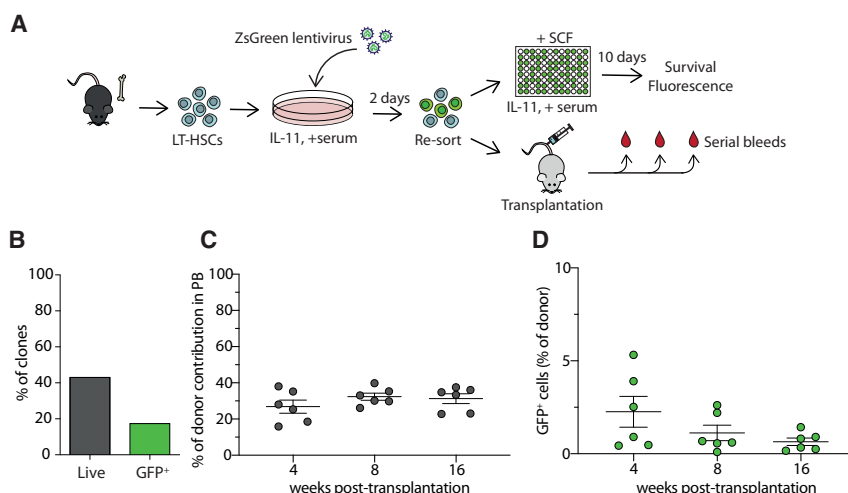 A
ZsGreen lentivirus
LT-HSCs
IL-11, +serum
2 days
Re-sort
+ SCF
IL-11, + serum
10 days
Survival
Fluorescence
Transplantation
Serial bleeds
B
% of clones
100
80
60
40
20
0
Live
GFP+
C
% of donor contribution in PB
100
80
60
40
20
0
4
8
16
weeks post-transplantation
D
GFP+ cells (% of donor)
10
5
0
4
8
16
weeks post-transplantation